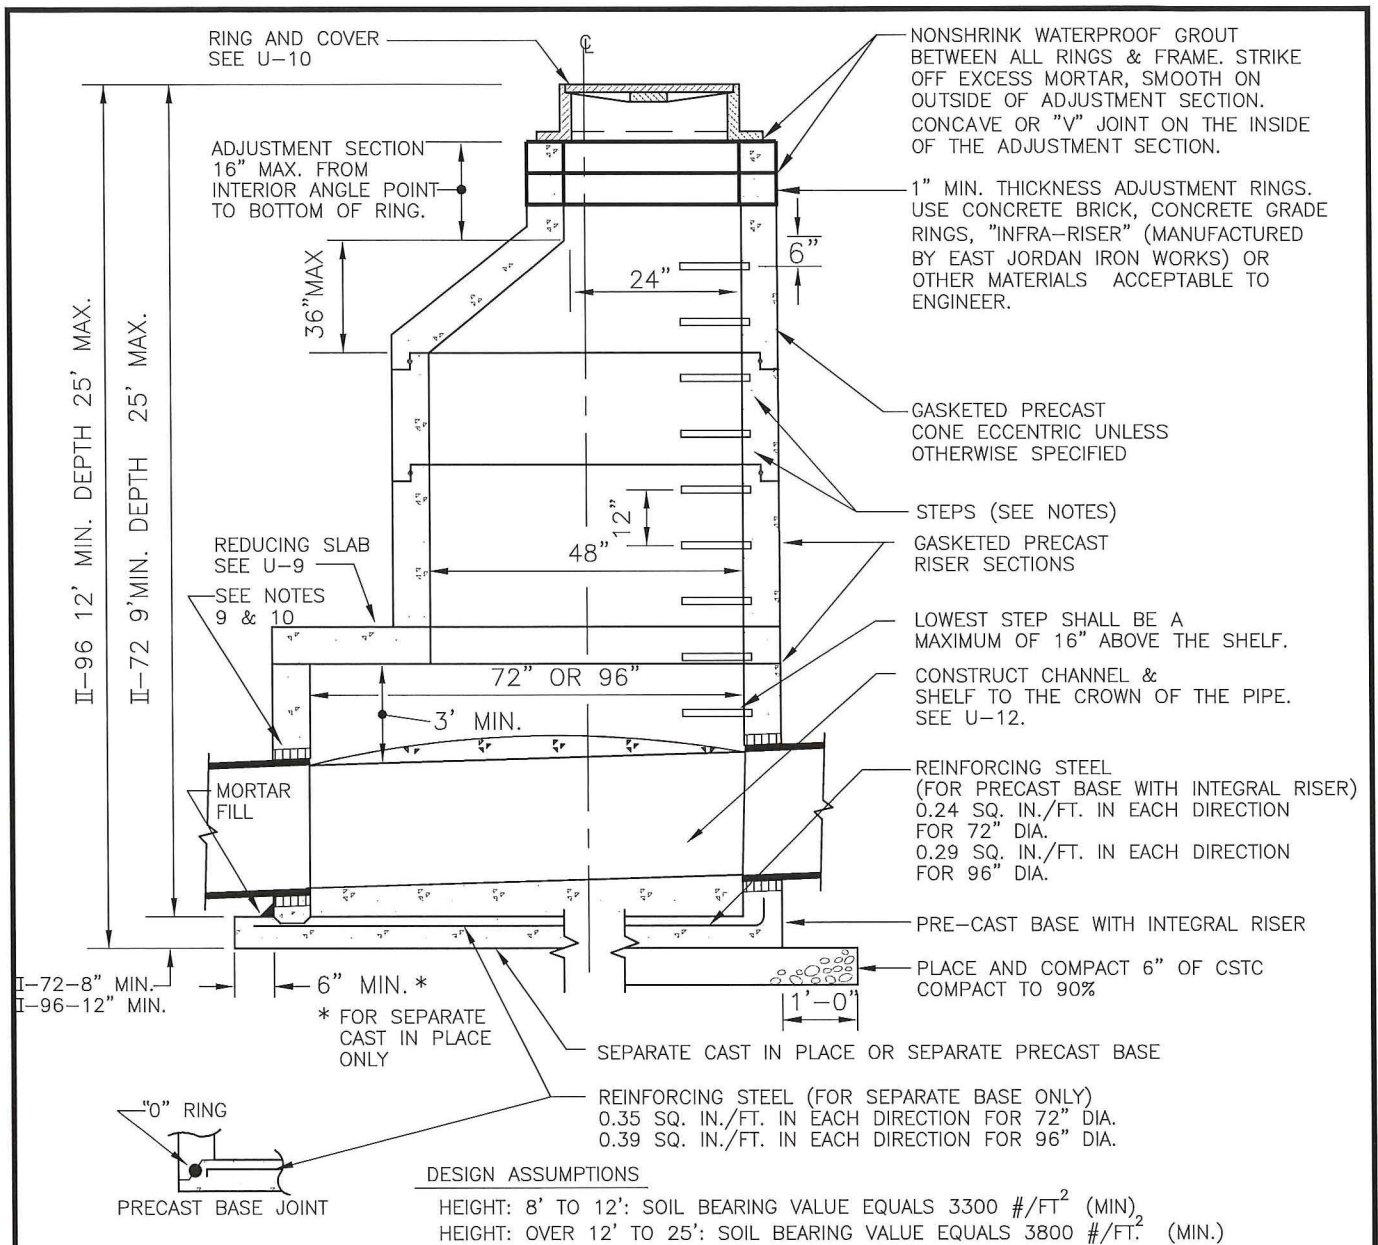 RING AND COVER
SEE U-10
℄
NONSHRINK WATERPROOF GROUT
BETWEEN ALL RINGS & FRAME. STRIKE
OFF EXCESS MORTAR, SMOOTH ON
OUTSIDE OF ADJUSTMENT SECTION.
CONCAVE OR "V" JOINT ON THE INSIDE
OF THE ADJUSTMENT SECTION.
ADJUSTMENT SECTION
16" MAX. FROM
INTERIOR ANGLE POINT
TO BOTTOM OF RING.
1" MIN. THICKNESS ADJUSTMENT RINGS.
USE CONCRETE BRICK, CONCRETE GRADE
RINGS, "INFRA-RISER" (MANUFACTURED
BY EAST JORDAN IRON WORKS) OR
OTHER MATERIALS ACCEPTABLE TO
ENGINEER.
6"
24"
36"MAX
II-96 12' MIN. DEPTH 25' MAX.
II-72 9'MIN. DEPTH 25' MAX.
GASKETED PRECAST
CONE ECCENTRIC UNLESS
OTHERWISE SPECIFIED
STEPS (SEE NOTES)
12"
48"
GASKETED PRECAST
RISER SECTIONS
REDUCING SLAB
SEE U-9
SEE NOTES
9 & 10
LOWEST STEP SHALL BE A
MAXIMUM OF 16" ABOVE THE SHELF.
72" OR 96"
3' MIN.
CONSTRUCT CHANNEL &
SHELF TO THE CROWN OF THE PIPE.
SEE U-12.
MORTAR
FILL
REINFORCING STEEL
(FOR PRECAST BASE WITH INTEGRAL RISER)
0.24 SQ. IN./FT. IN EACH DIRECTION
FOR 72" DIA.
0.29 SQ. IN./FT. IN EACH DIRECTION
FOR 96" DIA.
PRE-CAST BASE WITH INTEGRAL RISER
PLACE AND COMPACT 6" OF CSTC
COMPACT TO 90%
I-72-8" MIN.
I-96-12" MIN.
6" MIN. *
* FOR SEPARATE
CAST IN PLACE
ONLY
1'-0"
SEPARATE CAST IN PLACE OR SEPARATE PRECAST BASE
REINFORCING STEEL (FOR SEPARATE BASE ONLY)
0.35 SQ. IN./FT. IN EACH DIRECTION FOR 72" DIA.
0.39 SQ. IN./FT. IN EACH DIRECTION FOR 96" DIA.
"O" RING
PRECAST BASE JOINT
DESIGN ASSUMPTIONS
HEIGHT: 8' TO 12': SOIL BEARING VALUE EQUALS 3300 #/FT² (MIN)
HEIGHT: OVER 12' TO 25': SOIL BEARING VALUE EQUALS 3800 #/FT.² (MIN.)